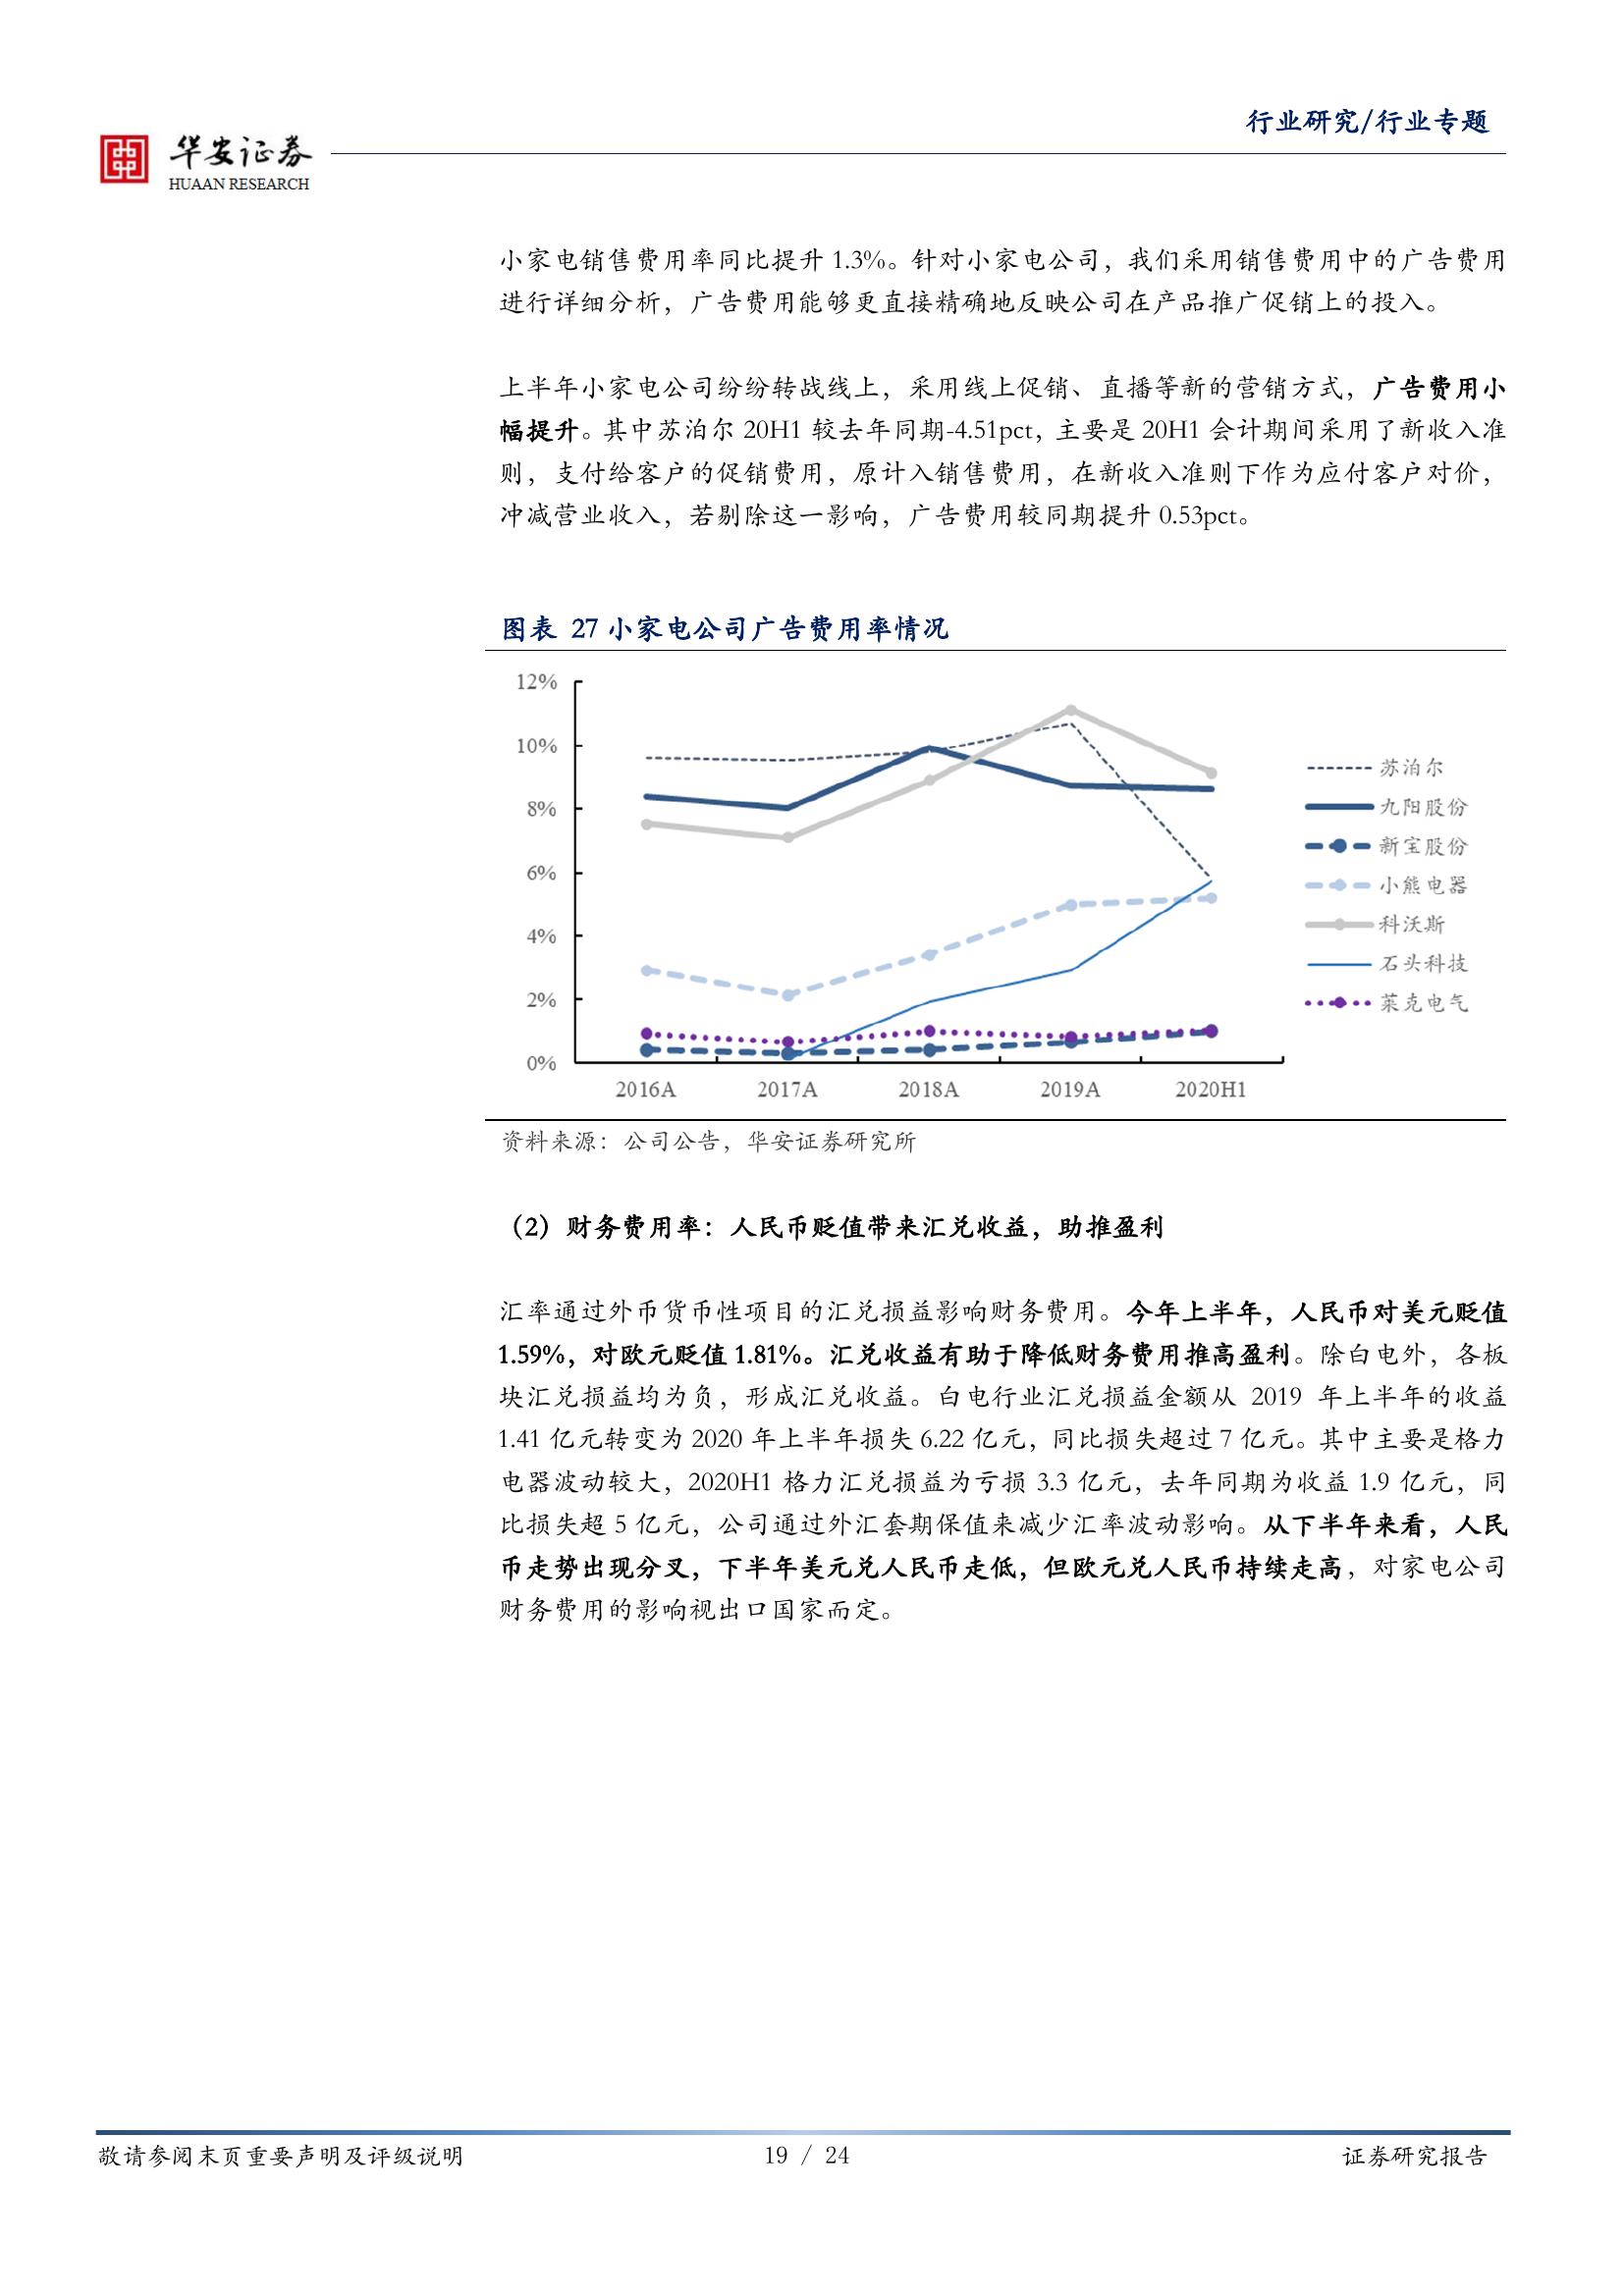 行业研究/行业专题
华安证券
HUAAN RESEARCH
小家电销售费用率同比提升 1.3%。针对小家电公司，我们采用销售费用中的广告费用
进行详细分析，广告费用能够更直接精确地反映公司在产品推广促销上的投入。
上半年小家电公司纷纷转战线上，采用线上促销、直播等新的营销方式，广告费用小
幅提升。其中苏泊尔 20H1 较去年同期-4.51pct，主要是 20H1 会计期间采用了新收入准
则，支付给客户的促销费用，原计入销售费用，在新收入准则下作为应付客户对价，
冲减营业收入，若剔除这一影响，广告费用较同期提升 0.53pct。
图表 27 小家电公司广告费用率情况
12%
10%
8%
6%
4%
2%
0%
2016A 2017A 2018A 2019A 2020H1
苏泊尔
九阳股份
新宝股份
小熊电器
科沃斯
石头科技
莱克电气
资料来源：公司公告，华安证券研究所
（2）财务费用率：人民币贬值带来汇兑收益，助推盈利
汇率通过外币货币性项目的汇兑损益影响财务费用。今年上半年，人民币对美元贬值
1.59%，对欧元贬值 1.81%。汇兑收益有助于降低财务费用推高盈利。除白电外，各板
块汇兑损益均为负，形成汇兑收益。白电行业汇兑损益金额从 2019 年上半年的收益
1.41 亿元转变为 2020 年上半年损失 6.22 亿元，同比损失超过 7 亿元。其中主要是格力
电器波动较大，2020H1 格力汇兑损益为亏损 3.3 亿元，去年同期为收益 1.9 亿元，同
比损失超 5 亿元，公司通过外汇套期保值来减少汇率波动影响。从下半年来看，人民
币走势出现分叉，下半年美元兑人民币走低，但欧元兑人民币持续走高，对家电公司
财务费用的影响视出口国家而定。
敬请参阅末页重要声明及评级说明
19 / 24
证券研究报告